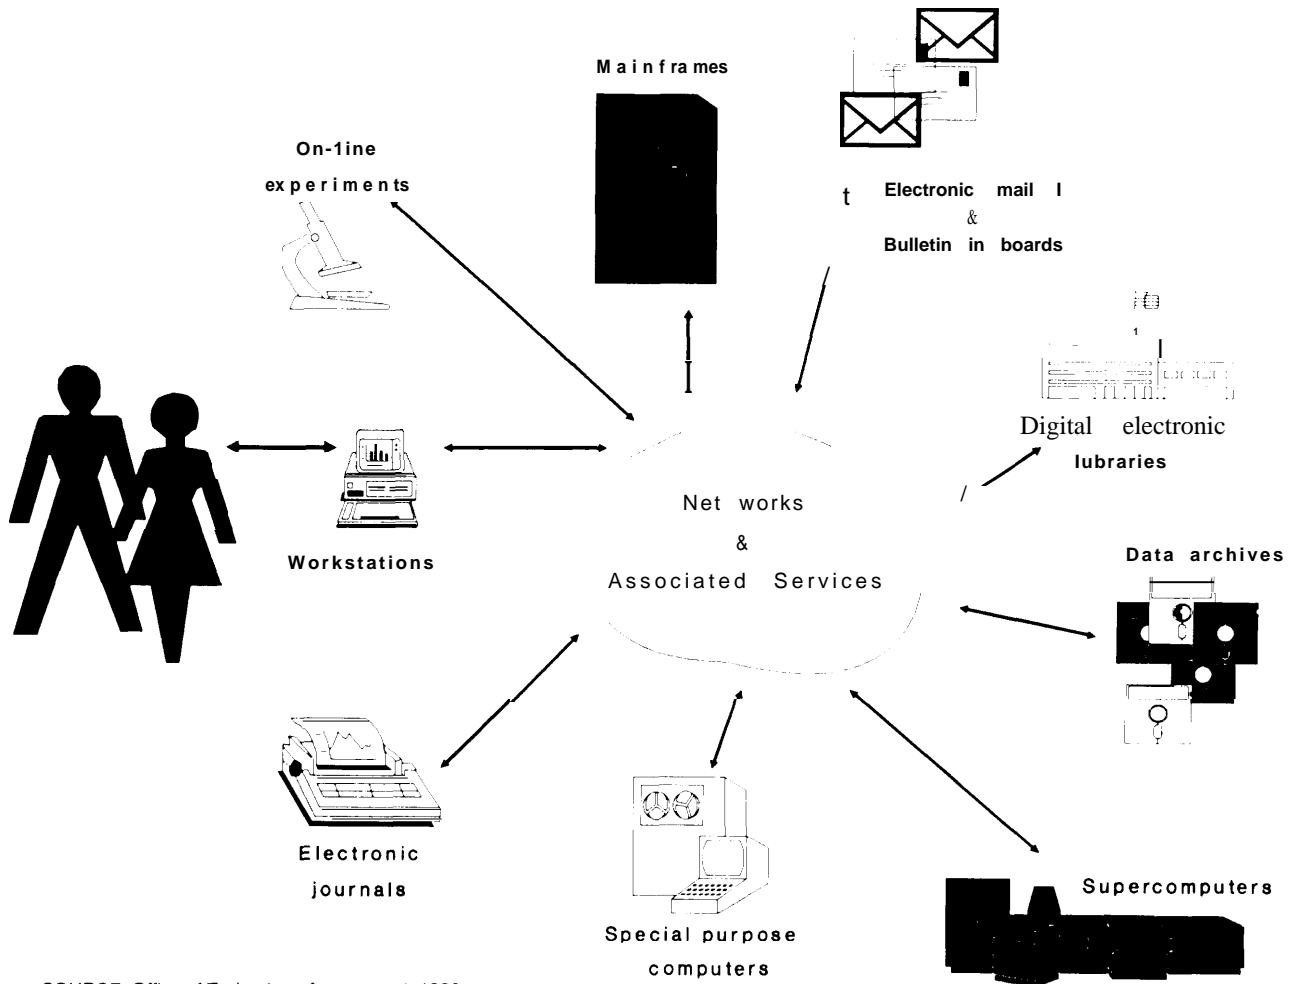 Mainframes
On-1ine
experiments
t Electronic mail I
&
Bulletin in boards
1
Digital electronic
lubraries
/
Net works
&
Associated Services
Workstations
Data archives
Electronic
journals
Supercomputers
Special purpose
computers